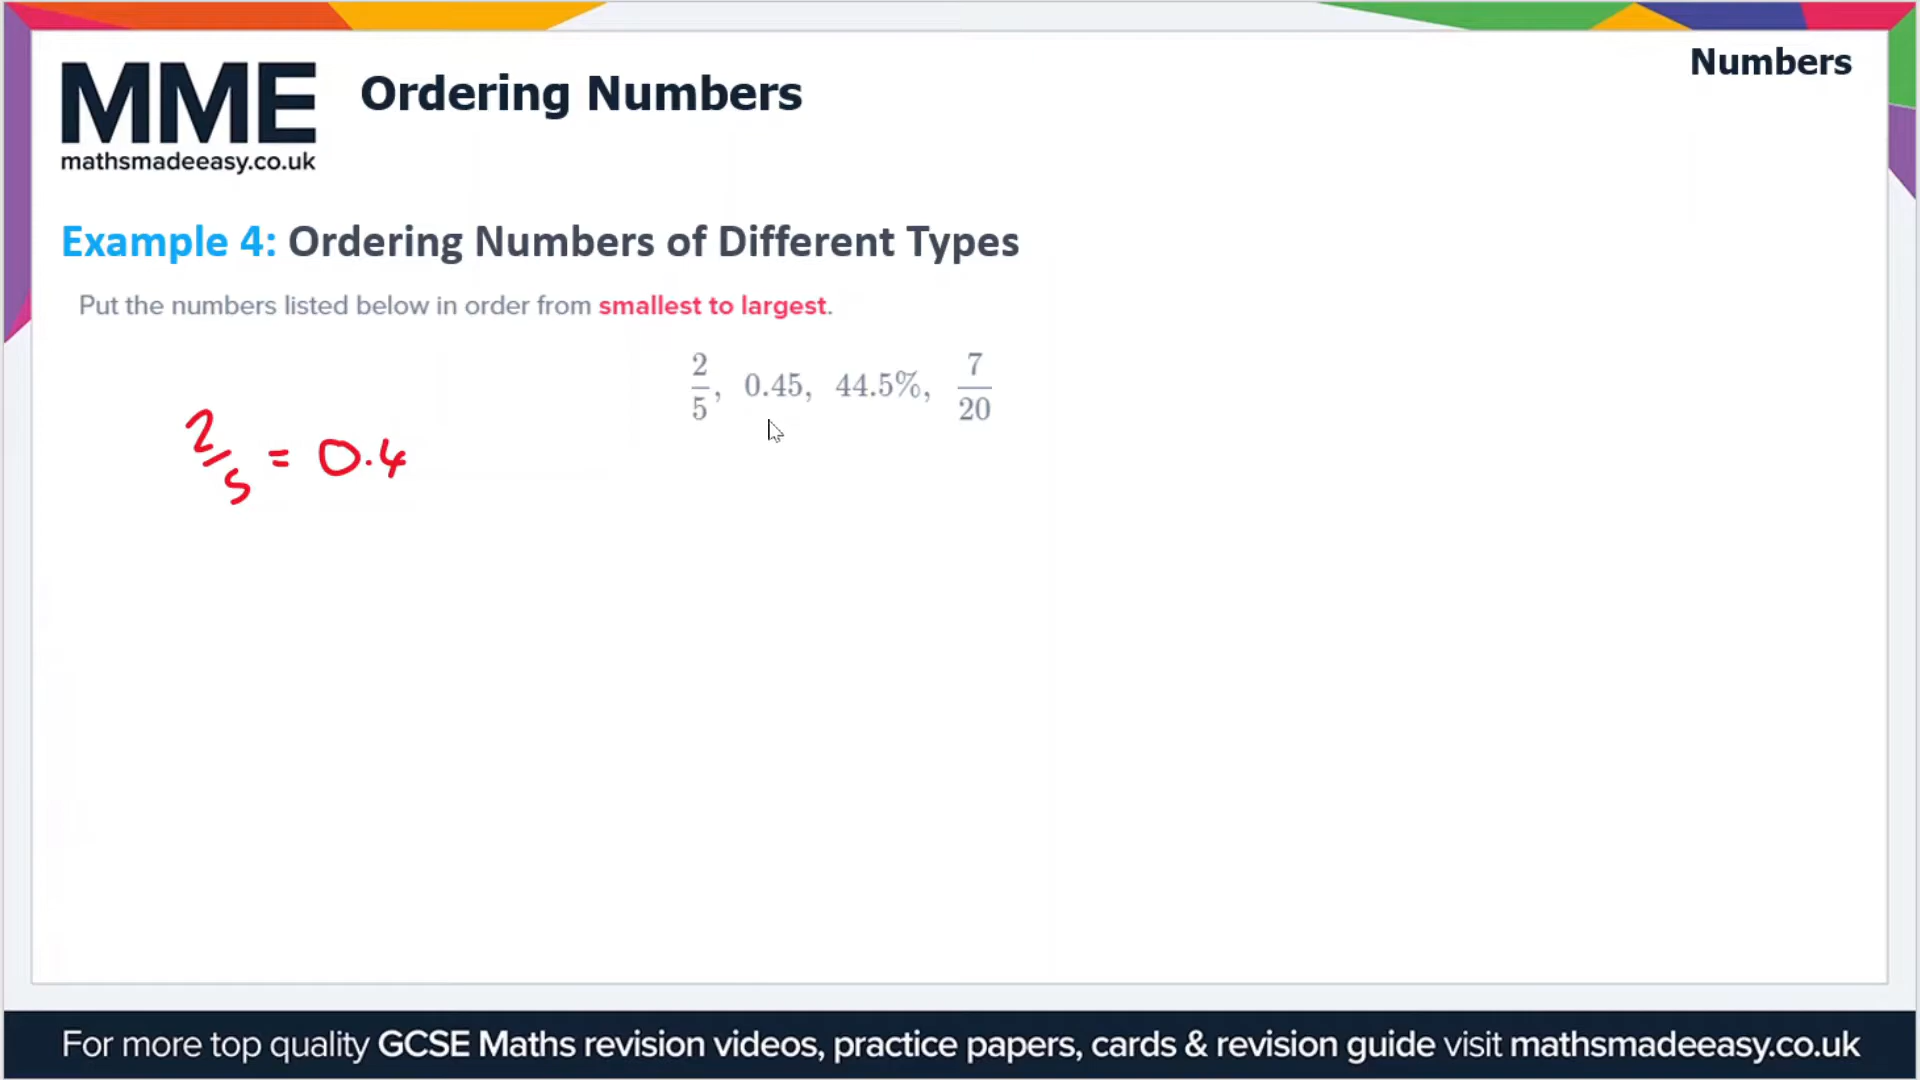 Numbers
MME
mathsmadeeasy.co.uk
Ordering Numbers
Example 4: Ordering Numbers of Different Types
Put the numbers listed below in order from smallest to largest.
2/5, 0.45, 44.5%, 7/20
2/5 = 0.4
For more top quality GCSE Maths revision videos, practice papers, cards & revision guide visit mathsmadeeasy.co.uk